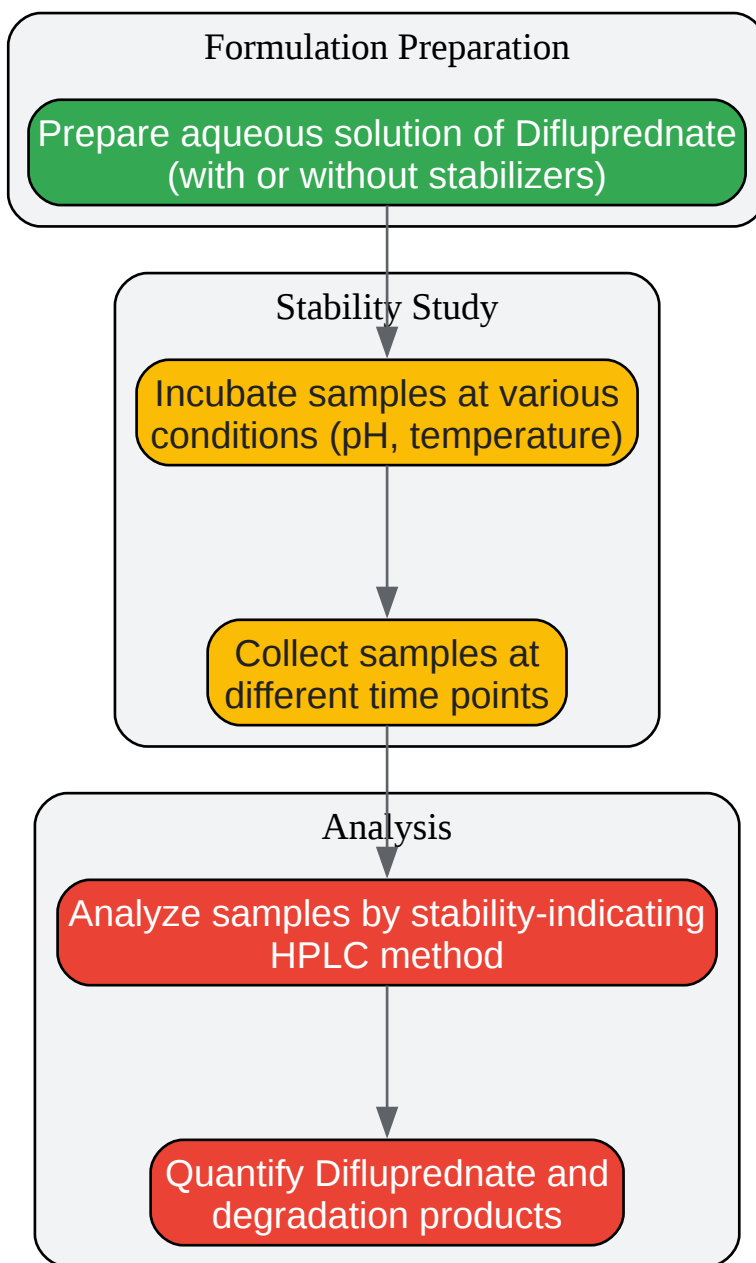 Formulation Preparation
Prepare aqueous solution of Difluprednate
(with or without stabilizers)
Stability Study
Incubate samples at various
conditions (pH, temperature)
Collect samples at
different time points
Analysis
Analyze samples by stability-indicating
HPLC method
Quantify Difluprednate and
degradation products